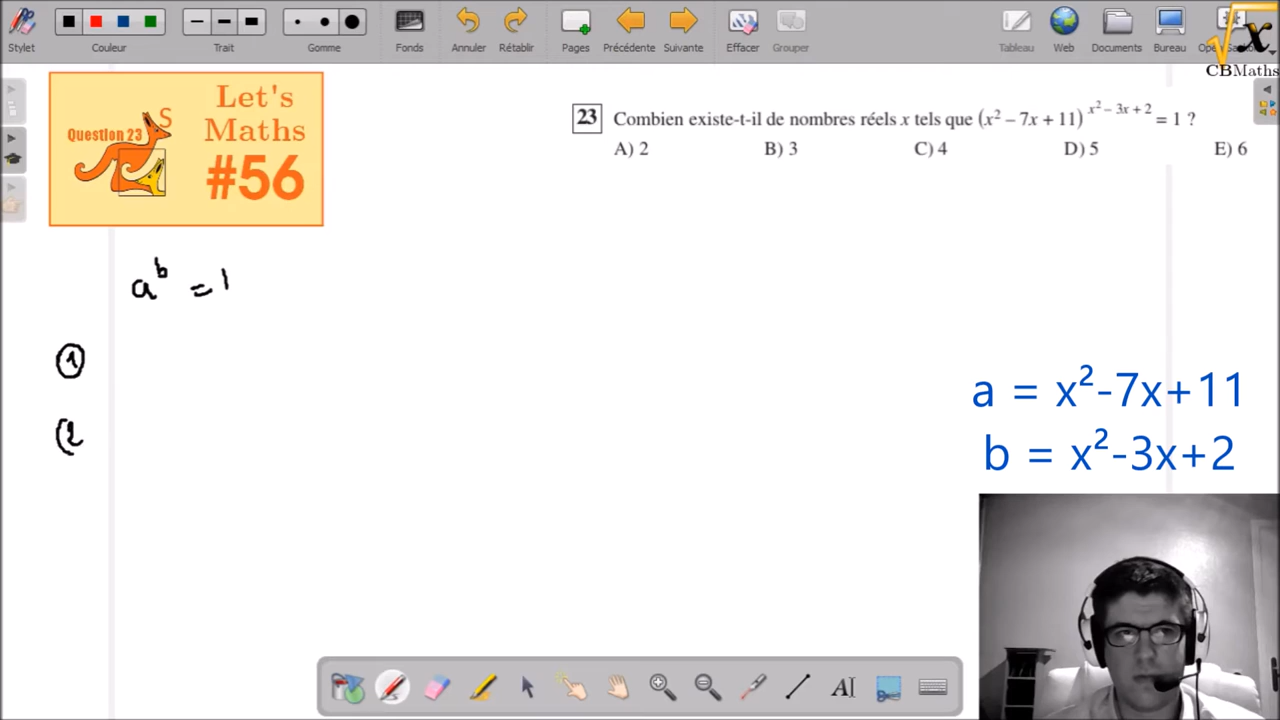 Stylet Couleur Trait Gomme Fonds Annuler Rétablir Pages Précédente Suivante Effacer Grouper Tableau Web Documents Bureau
√x
CBMaths
Question 23
S
Let's
Maths
#56
23 Combien existe-t-il de nombres réels x tels que (x² – 7x + 11)^(x² – 3x + 2) = 1 ?
A) 2 B) 3 C) 4 D) 5 E) 6
a^b = 1
①
(2
a = x²-7x+11
b = x²-3x+2
AI